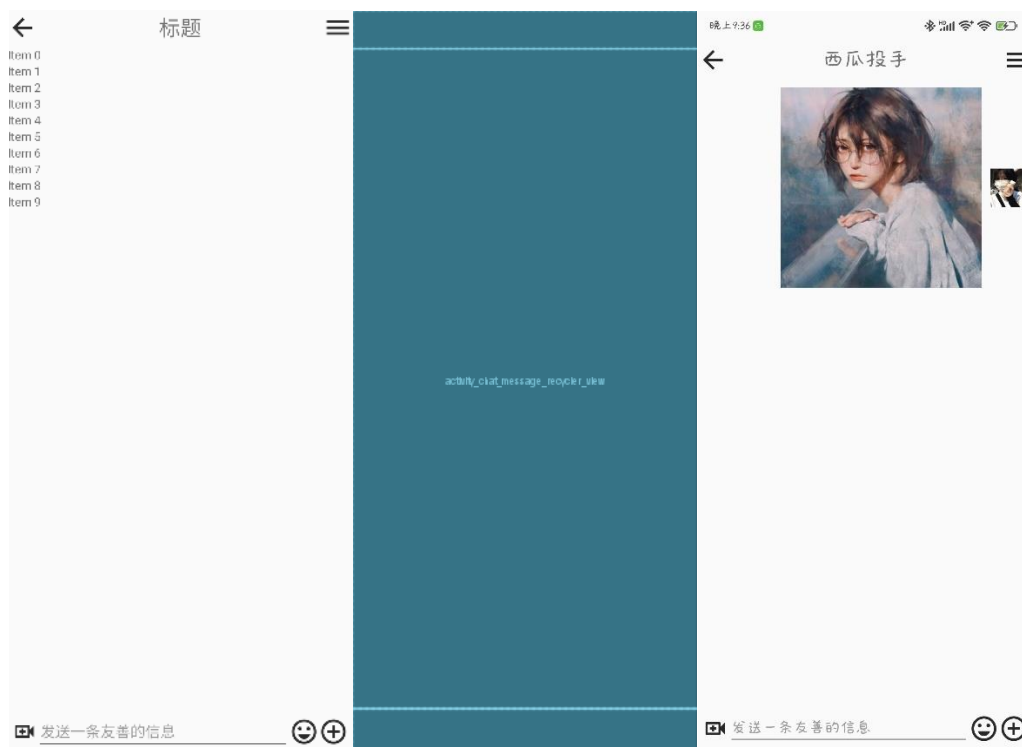 标题
Item 0
Item 1
Item 2
Item 3
Item 4
Item 5
Item 6
Item 7
Item 8
Item 9
发送一条友善的信息
activity_chat_message_recycler_view
晚上9:36
西瓜投手
发送一条友善的信息